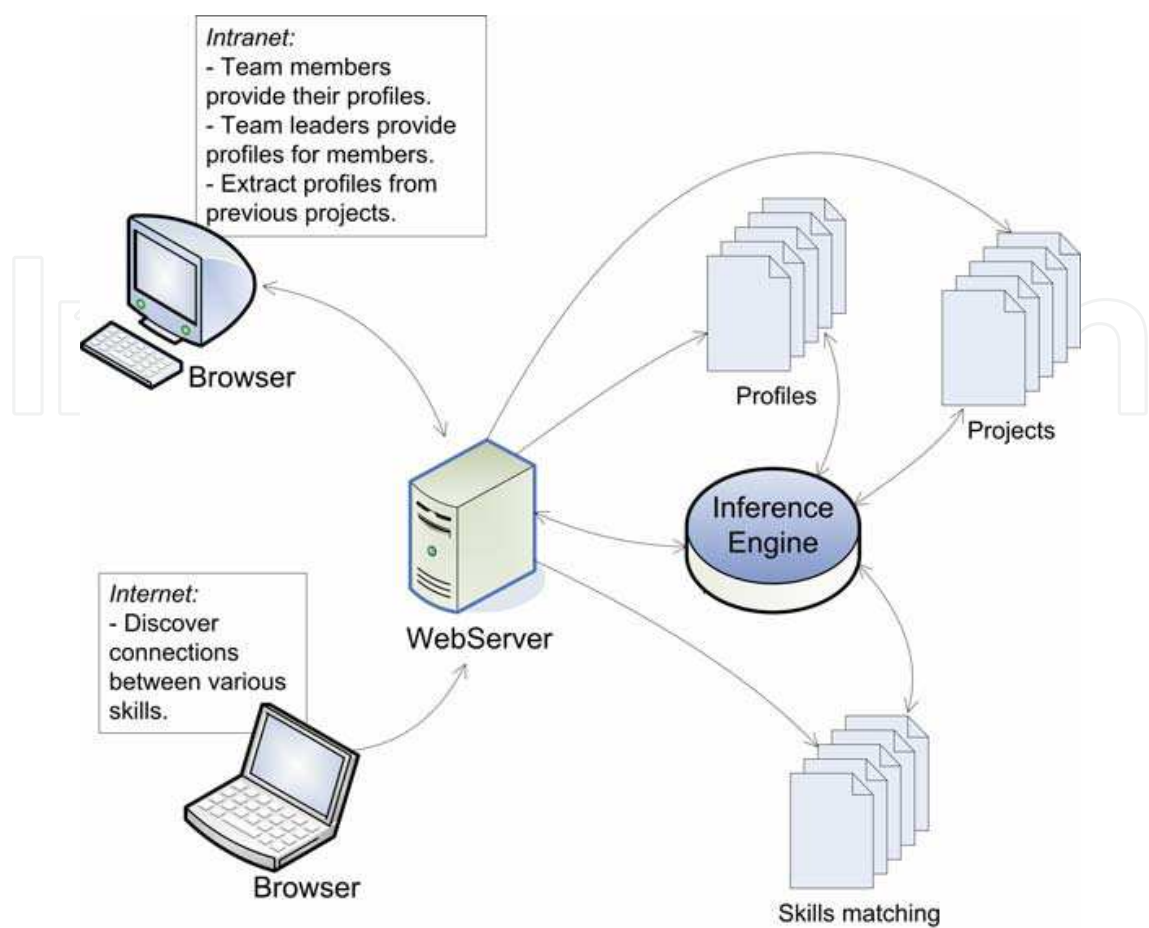 Intranet:
- Team members
provide their profiles.
- Team leaders provide
profiles for members.
- Extract profiles from
previous projects.
Browser
Profiles
Projects
Inference
Engine
WebServer
Internet:
- Discover
connections
between various
skills.
Browser
Skills matching